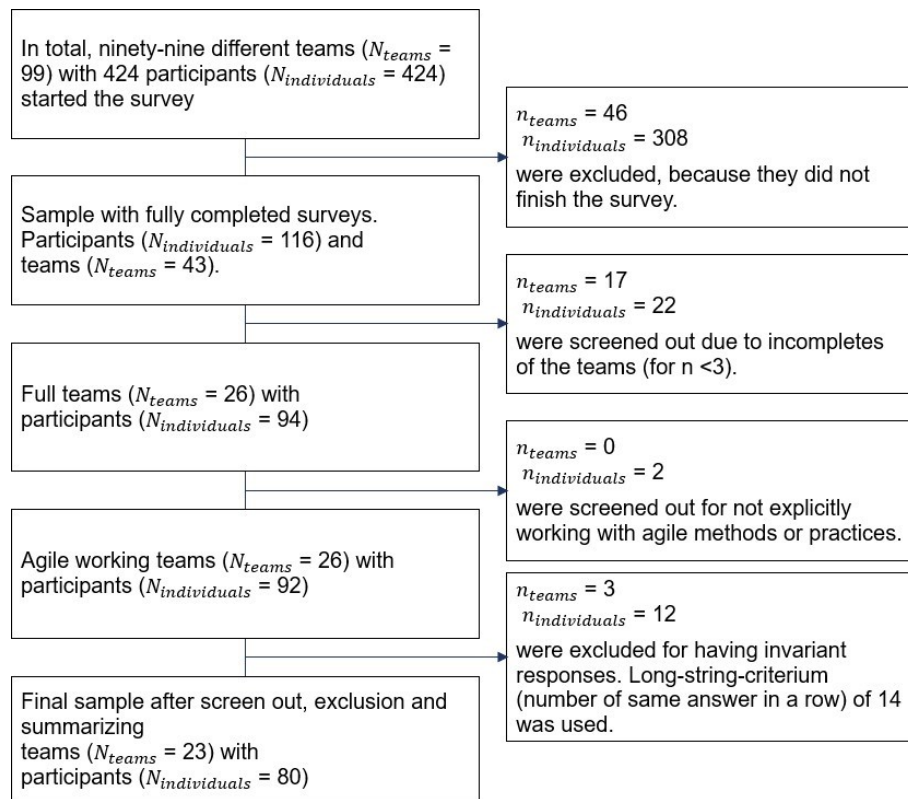 In total, ninety-nine different teams (N_teams =
99) with 424 participants (N_individuals = 424)
started the survey
n_teams = 46
n_individuals = 308
were excluded, because they did not
finish the survey.
Sample with fully completed surveys.
Participants (N_individuals = 116) and
teams (N_teams = 43).
n_teams = 17
n_individuals = 22
were screened out due to incompletes
of the teams (for n <3).
Full teams (N_teams = 26) with
participants (N_individuals = 94)
n_teams = 0
n_individuals = 2
were screened out for not explicitly
working with agile methods or practices.
Agile working teams (N_teams = 26) with
participants (N_individuals = 92)
n_teams = 3
n_individuals = 12
were excluded for having invariant
responses. Long-string-criterium
(number of same answer in a row) of 14
was used.
Final sample after screen out, exclusion and
summarizing
teams (N_teams = 23) with
participants (N_individuals = 80)